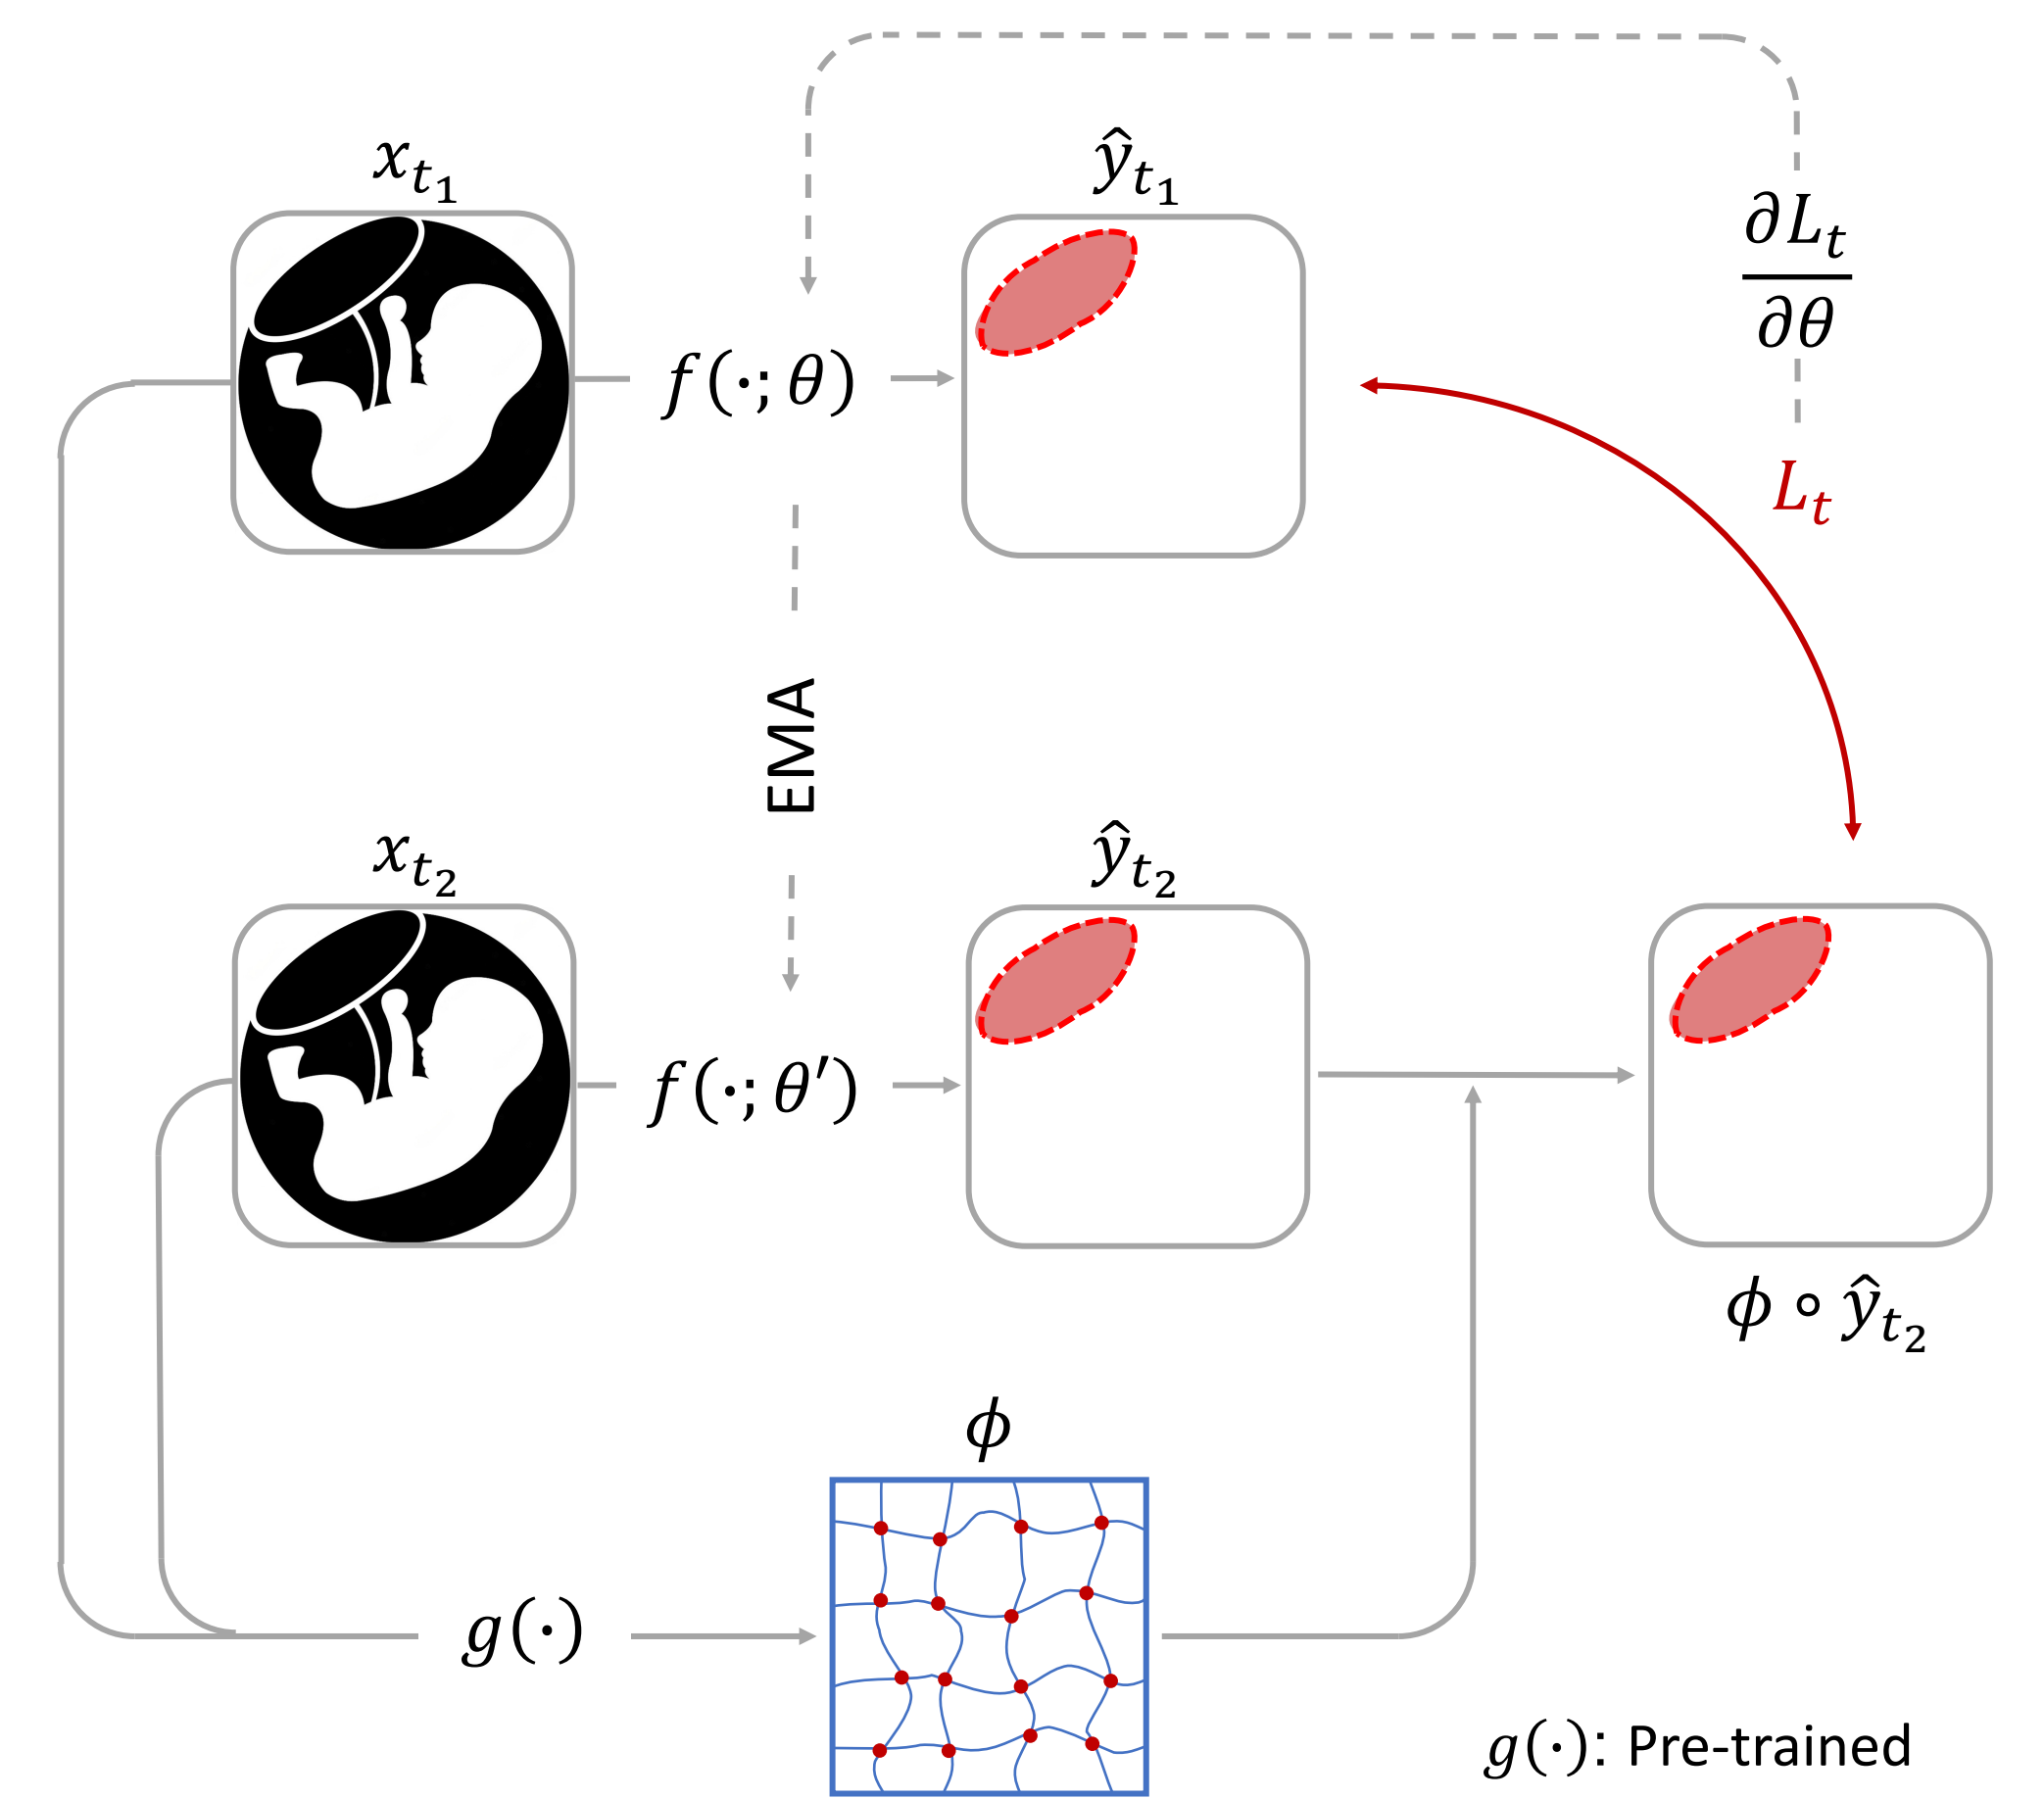 x_{t_1}
ŷ_{t_1}
∂L_t
∂θ
f(·; θ)
L_t
EMA
x_{t_2}
ŷ_{t_2}
f(·; θ′)
ϕ ∘ ŷ_{t_2}
ϕ
g(·)
g(·): Pre-trained